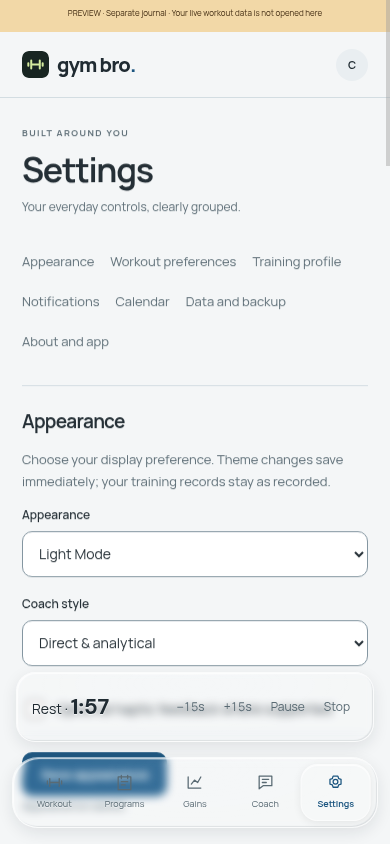 PREVIEW · Separate journal · Your live workout data is not opened here
gym bro.
C
BUILT AROUND YOU
Settings
Your everyday controls, clearly grouped.
Appearance Workout preferences Training profile
Notifications Calendar Data and backup
About and app
Appearance
Choose your display preference. Theme changes save
immediately; your training records stay as recorded.
Appearance
Light Mode
Coach style
Direct & analytical
Rest · 1:57 −15s +15s Pause Stop
Workout Programs Gains Coach Settings